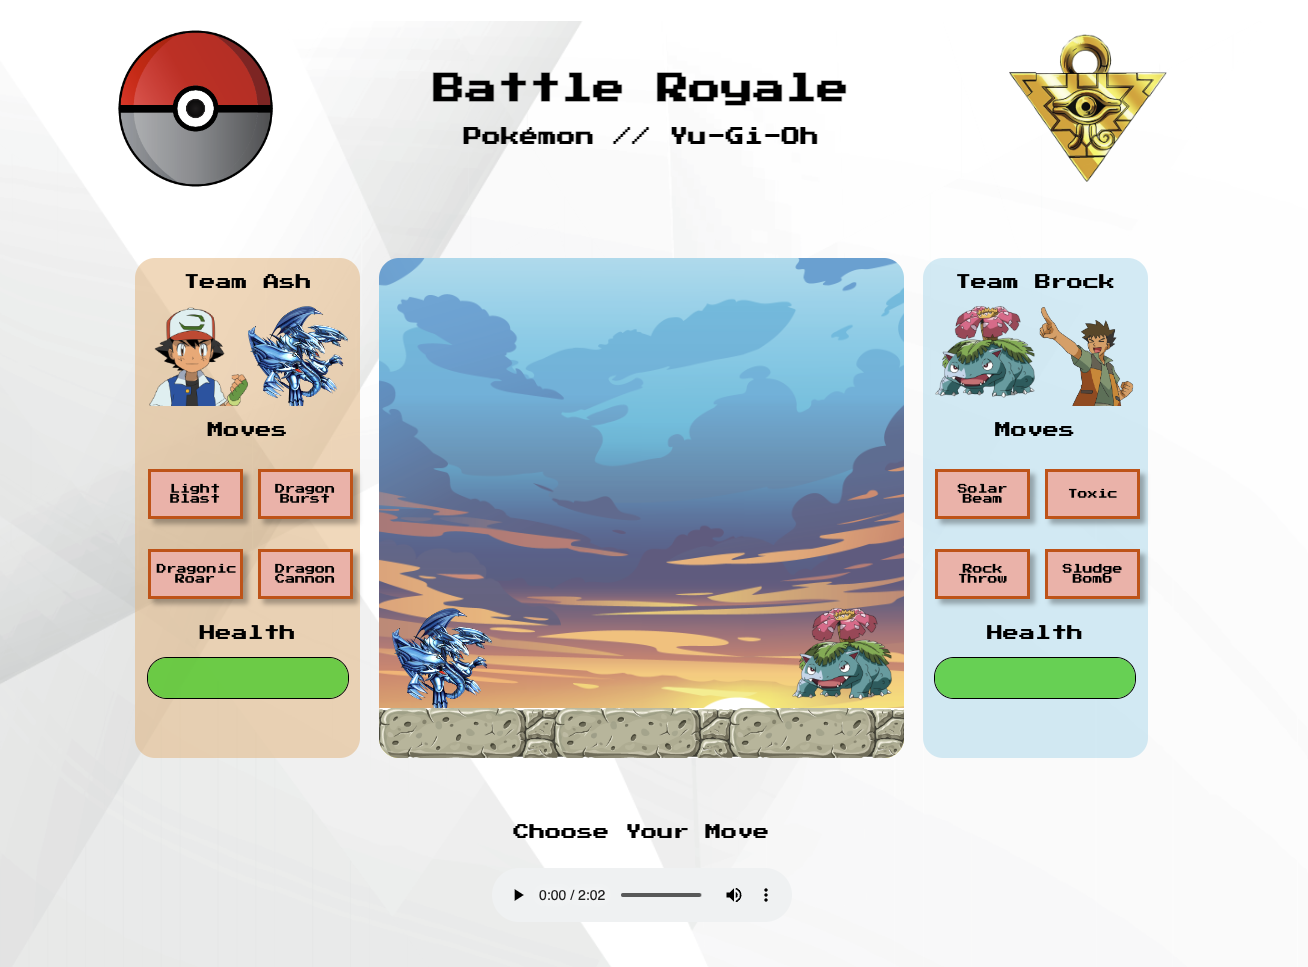 Battle Royale
Pokémon // Yu-Gi-Oh
Team Ash
Moves
Light
Blast
Dragon
Burst
Dragonic
Roar
Dragon
Cannon
Health
Team Brock
Moves
Solar
Beam
Toxic
Rock
Throw
Sludge
Bomb
Health
Choose Your Move
0:00 / 2:02